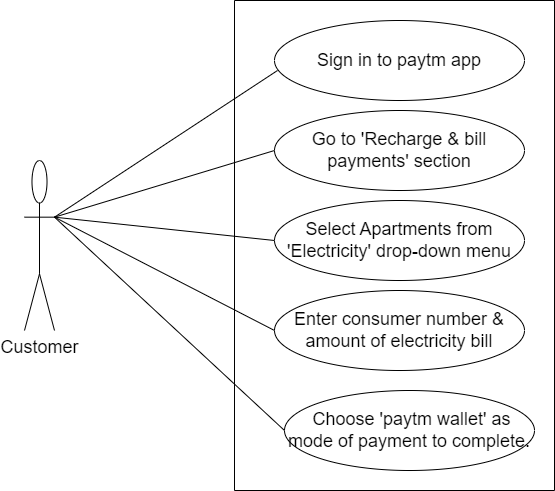 Sign in to paytm app
Go to 'Recharge & bill
payments' section
Select Apartments from
'Electricity' drop-down menu
Enter consumer number &
amount of electricity bill
Customer
Choose 'paytm wallet' as
mode of payment to complete.